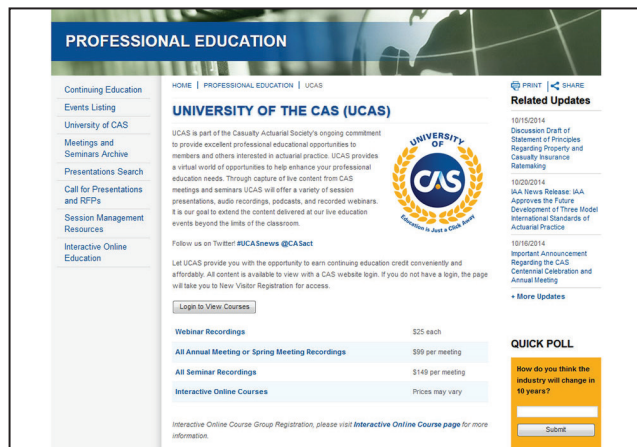 PROFESSIONAL EDUCATION
Continuing Education
Events Listing
University of CAS
Meetings and
Seminars Archive
Presentations Search
Call for Presentations
and RFPs
Session Management
Resources
Interactive Online
Education
HOME | PROFESSIONAL EDUCATION | UCAS
UNIVERSITY OF THE CAS (UCAS)
UCAS is part of the Casualty Actuarial Society's ongoing commitment
to provide excellent professional educational opportunities to
members and others interested in actuarial practice. UCAS provides
a virtual world of opportunities to help enhance your professional
education needs. Through capture of live content from CAS
meetings and seminars UCAS will offer a variety of session
presentations, audio recordings, podcasts, and recorded webinars.
It is our goal to extend the content delivered at our live education
events beyond the limits of the classroom.
UNIVERSITY
OF
CAS
Education is Just a Click Away
Follow us on Twitter! #UCASnews @CASact
Let UCAS provide you with the opportunity to earn continuing education credit conveniently and
affordably. All content is available to view with a CAS website login. If you do not have a login, the page
will take you to New Visitor Registration for access.
Login to View Courses
Webinar Recordings $25 each
All Annual Meeting or Spring Meeting Recordings $99 per meeting
All Seminar Recordings $149 per meeting
Interactive Online Courses Prices may vary
Interactive Online Course Group Registration, please visit Interactive Online Course page for more
information.
PRINT | SHARE
Related Updates
10/15/2014
Discussion Draft of
Statement of Principles
Regarding Property and
Casualty Insurance
Ratemaking
10/20/2014
IAA News Release: IAA
Approves the Future
Development of Three Model
International Standards of
Actuarial Practice
10/16/2014
Important Announcement
Regarding the CAS
Centennial Celebration and
Annual Meeting
+ More Updates
QUICK POLL
How do you think the
industry will change in
10 years?
Submit